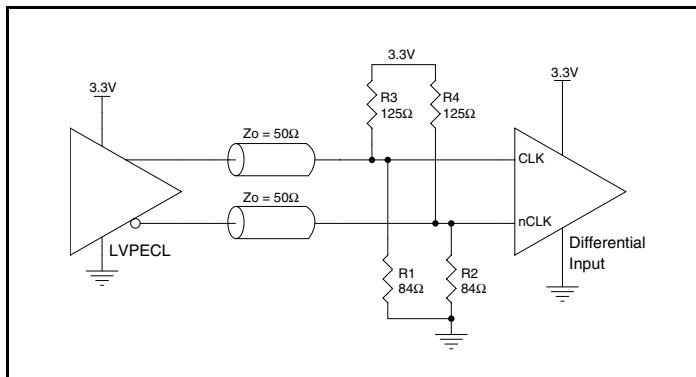 3.3V
3.3V
3.3V
R3
125Ω
R4
125Ω
Zo = 50Ω
CLK
Zo = 50Ω
nCLK
LVPECL
Differential
Input
R1
84Ω
R2
84Ω